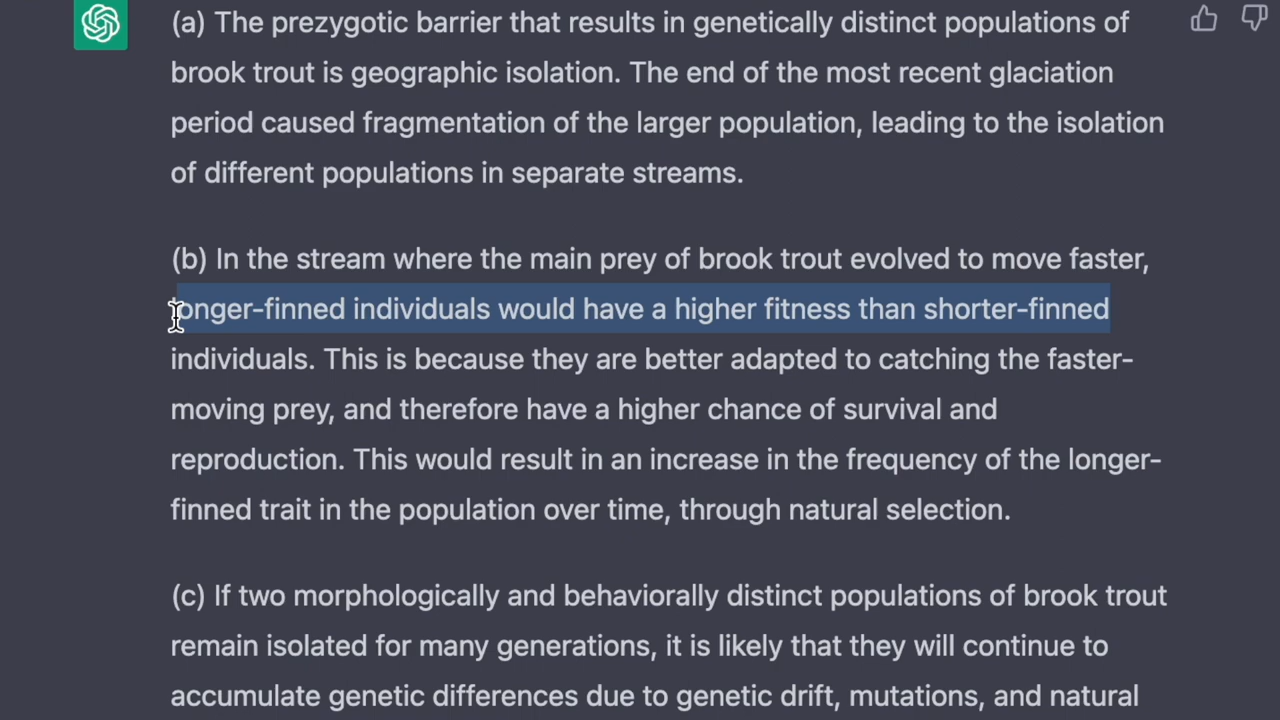 (a) The prezygotic barrier that results in genetically distinct populations of
brook trout is geographic isolation. The end of the most recent glaciation
period caused fragmentation of the larger population, leading to the isolation
of different populations in separate streams.
(b) In the stream where the main prey of brook trout evolved to move faster,
longer-finned individuals would have a higher fitness than shorter-finned
individuals. This is because they are better adapted to catching the faster-
moving prey, and therefore have a higher chance of survival and
reproduction. This would result in an increase in the frequency of the longer-
finned trait in the population over time, through natural selection.
(c) If two morphologically and behaviorally distinct populations of brook trout
remain isolated for many generations, it is likely that they will continue to
accumulate genetic differences due to genetic drift, mutations, and natural